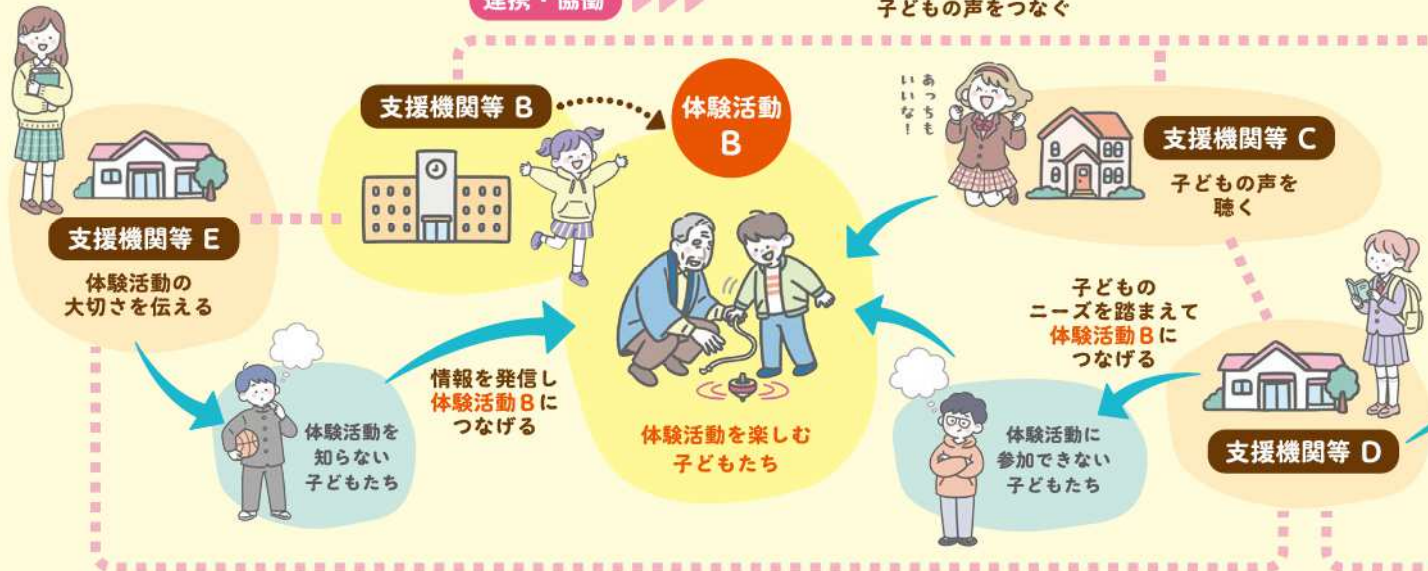 連携・協働
子どもの声をつなぐ
支援機関等 B
体験活動
B
あっちも
いいな！
支援機関等 C
子どもの声を
聴く
支援機関等 E
体験活動の
大切さを伝える
子どもの
ニーズを踏まえて
体験活動Bに
つなげる
情報を発信し
体験活動Bに
つなげる
体験活動を
知らない
子どもたち
体験活動を楽しむ
子どもたち
体験活動に
参加できない
子どもたち
支援機関等 D